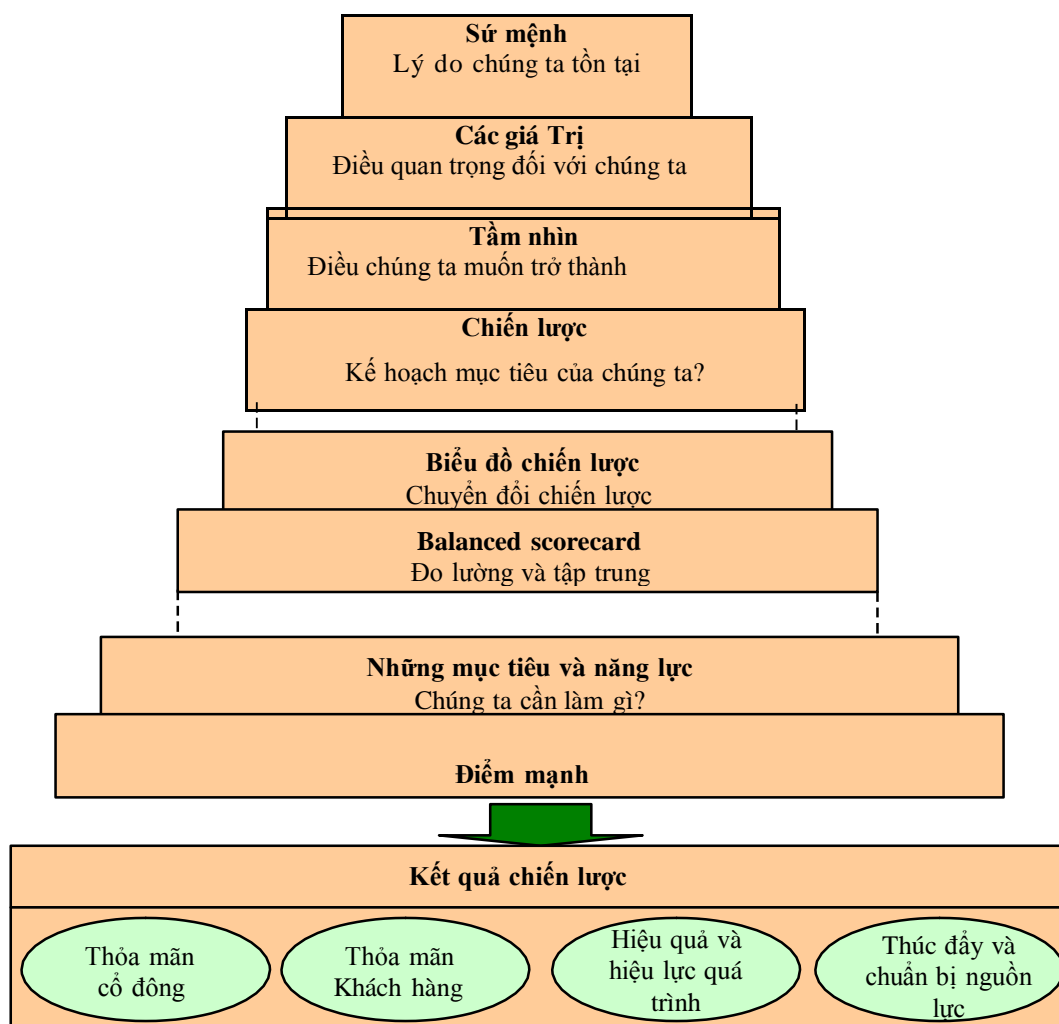 Sứ mệnh
Lý do chúng ta tồn tại
Các giá Trị
Điều quan trọng đối với chúng ta
Tầm nhìn
Điều chúng ta muốn trở thành
Chiến lược
Kế hoạch mục tiêu của chúng ta?
Biểu đồ chiến lược
Chuyển đổi chiến lược
Balanced scorecard
Đo lường và tập trung
Những mục tiêu và năng lực
Chúng ta cần làm gì?
Điểm mạnh
Kết quả chiến lược
Thỏa mãn
cổ đông
Thỏa mãn
Khách hàng
Hiệu quả và
hiệu lực quá
trình
Thúc đẩy và
chuẩn bị nguồn
lực